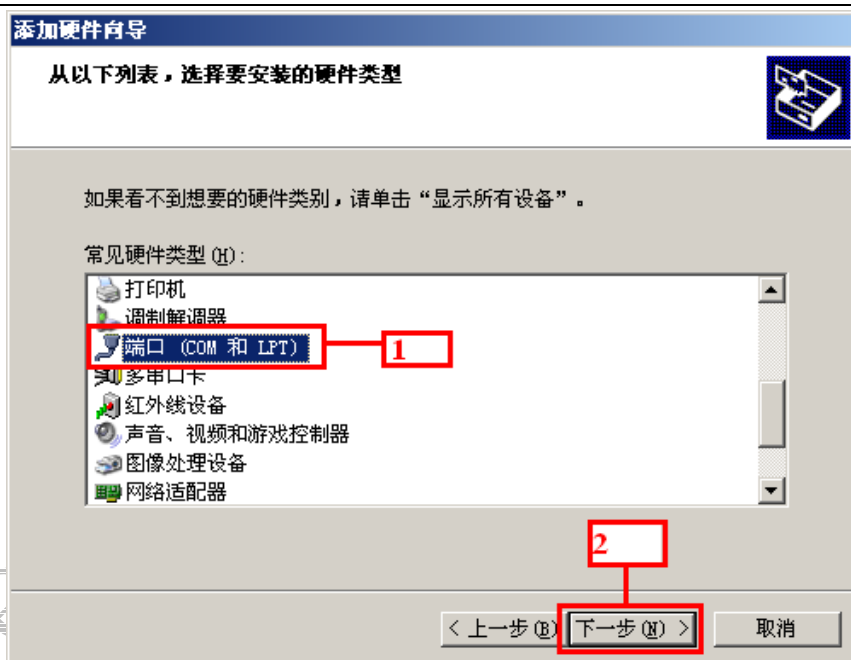 添加硬件向导
从以下列表，选择要安装的硬件类型
如果看不到想要的硬件类别，请单击“显示所有设备”。
常见硬件类型(H):
打印机
调制解调器
端口 (COM 和 LPT)
1
多串口卡
红外线设备
声音、视频和游戏控制器
图像处理设备
网络适配器
2
< 上一步(B)
下一步(N) >
取消